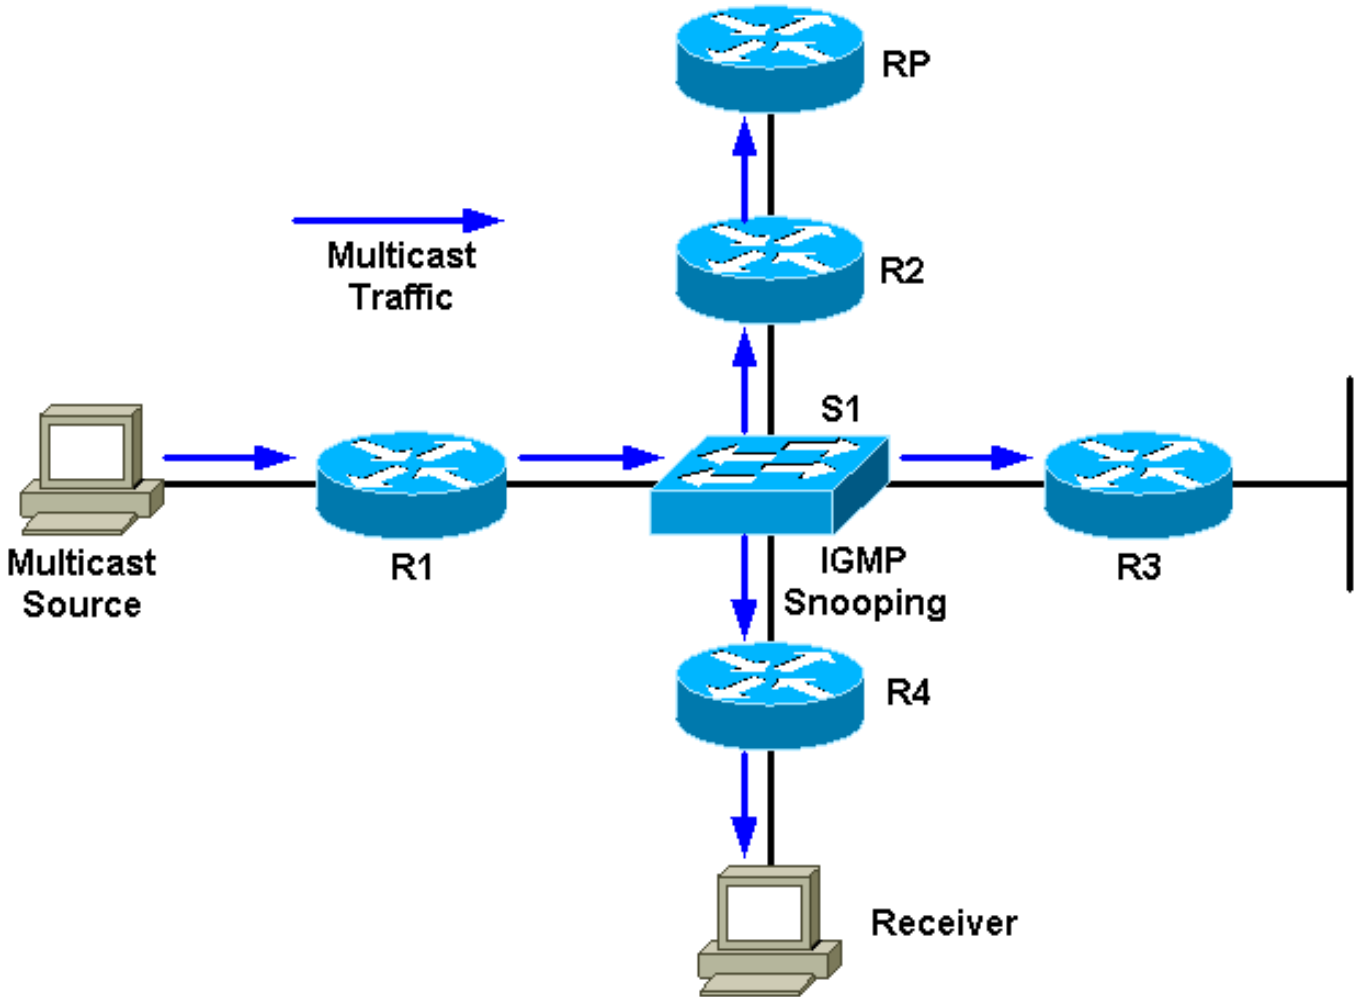 RP
Multicast
Traffic
R2
S1
Multicast
Source
R1
IGMP
Snooping
R3
R4
Receiver